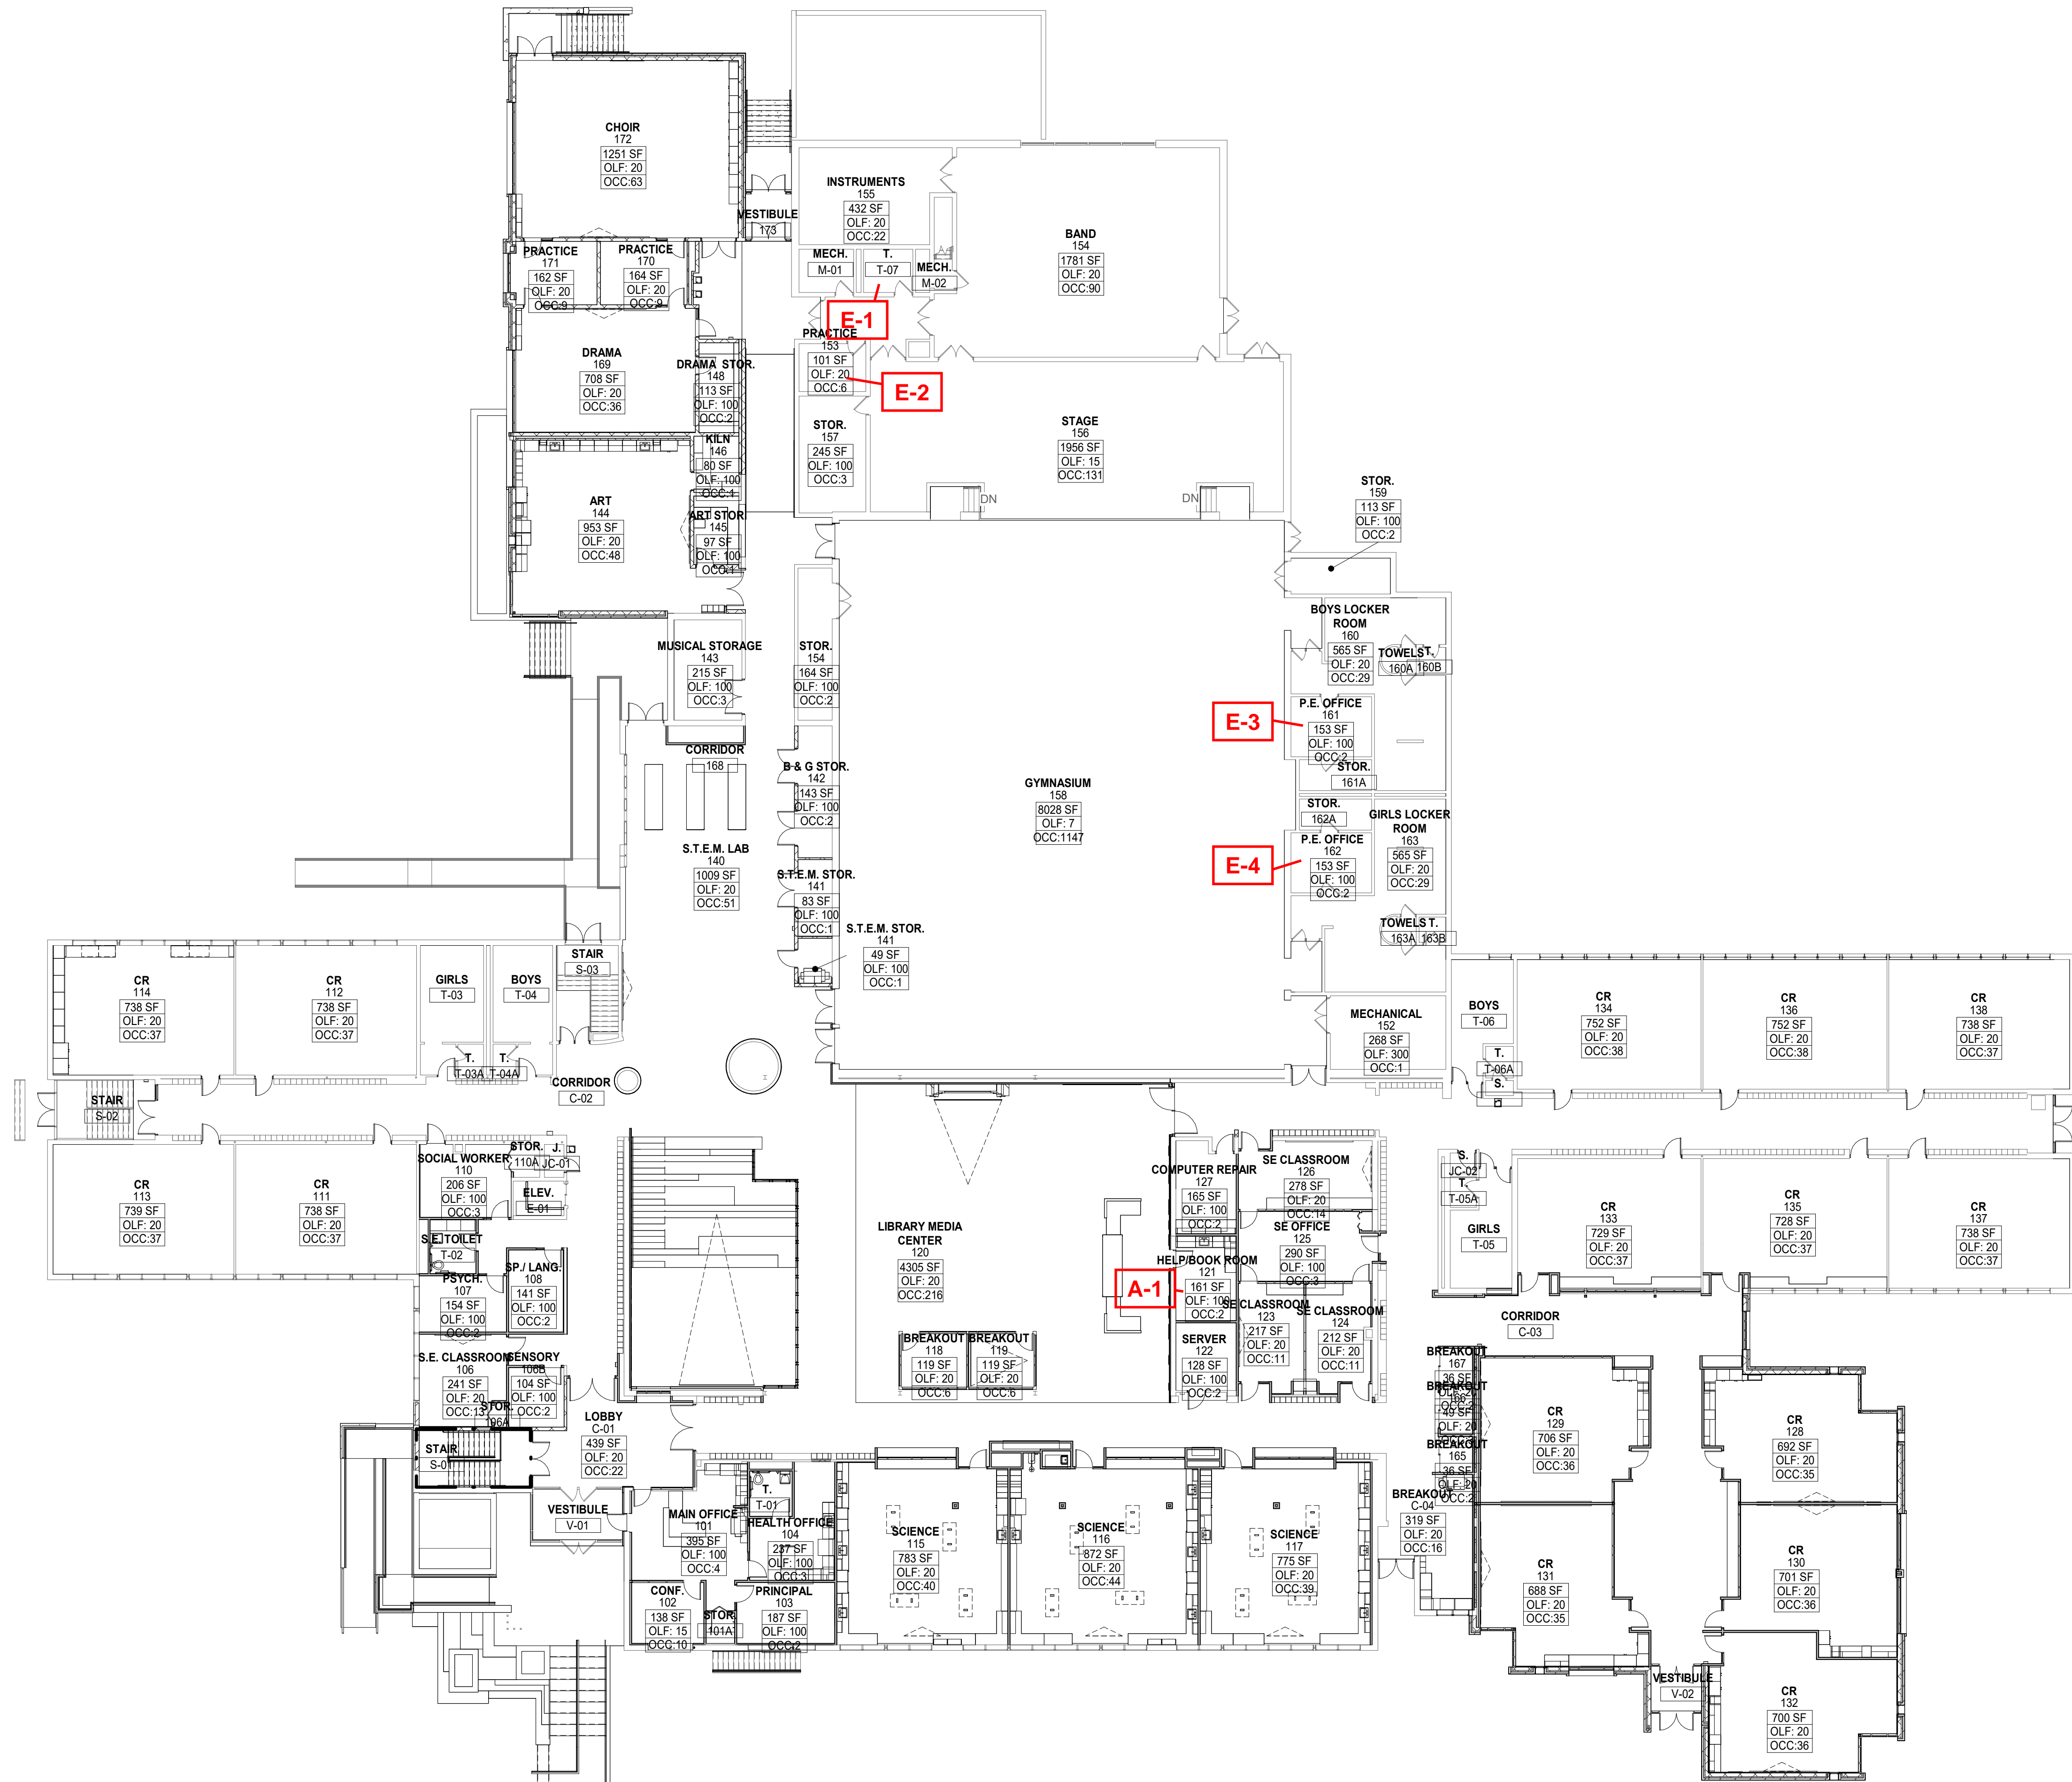 CHOIR
172
1251 SF
OLF: 20
OCC:63
VESTIBULE
173
INSTRUMENTS
155
432 SF
OLF: 20
OCC:22
BAND
154
1781 SF
OLF: 20
OCC:90
MECH.
M-01
T.
T-07
MECH.
M-02
PRACTICE
171
162 SF
OLF: 20
OCC:9
PRACTICE
170
164 SF
OLF: 20
OCC:9
E-1
PRACTICE
153
101 SF
OLF: 20
OCC:6
E-2
DRAMA
169
708 SF
OLF: 20
OCC:36
DRAMA STOR.
148
113 SF
OLF: 100
OCC:2
STOR.
157
245 SF
OLF: 100
OCC:3
STAGE
156
1956 SF
OLF: 15
OCC:131
DN
DN
KILN
146
80 SF
OLF: 100
OCC:1
ART
144
953 SF
OLF: 20
OCC:48
ART STOR.
145
97 SF
OLF: 100
OCC:1
STOR.
159
113 SF
OLF: 100
OCC:2
BOYS LOCKER
ROOM
160
565 SF
OLF: 20
OCC:29
TOWELS
160A
T.
160B
MUSICAL STORAGE
143
215 SF
OLF: 100
OCC:3
STOR.
154
164 SF
OLF: 100
OCC:2
E-3
P.E. OFFICE
161
153 SF
OLF: 100
OCC:2
STOR.
161A
CORRIDOR
168
B & G STOR.
142
143 SF
OLF: 100
OCC:2
GYMNASIUM
158
8028 SF
OLF: 7
OCC:1147
STOR.
162A
E-4
P.E. OFFICE
162
153 SF
OLF: 100
OCC:2
GIRLS LOCKER
ROOM
163
565 SF
OLF: 20
OCC:29
TOWELS
163A
T.
163B
S.T.E.M. LAB
140
1009 SF
OLF: 20
OCC:51
S.T.E.M. STOR.
141
83 SF
OLF: 100
OCC:1
S.T.E.M. STOR.
141
49 SF
OLF: 100
OCC:1
CR
114
738 SF
OLF: 20
OCC:37
CR
112
738 SF
OLF: 20
OCC:37
GIRLS
T-03
BOYS
T-04
STAIR
S-03
T.
T-03A
T.
T-04A
MECHANICAL
152
268 SF
OLF: 300
OCC:1
BOYS
T-06
T.
T-06A
S.
CR
134
752 SF
OLF: 20
OCC:38
CR
136
752 SF
OLF: 20
OCC:38
CR
138
738 SF
OLF: 20
OCC:37
STAIR
S-02
CORRIDOR
C-02
CR
113
739 SF
OLF: 20
OCC:37
CR
111
738 SF
OLF: 20
OCC:37
SOCIAL WORKER
110
206 SF
OLF: 100
OCC:3
STOR.
110A
J.
JC-01
ELEV.
E-01
S.E. TOILET
T-02
PSYCH.
107
154 SF
OLF: 100
OCC:2
SP./ LANG.
108
141 SF
OLF: 100
OCC:2
S.E. CLASSROOM
106
241 SF
OLF: 20
OCC:13
SENSORY
106B
104 SF
OLF: 100
OCC:2
STOR.
106A
LIBRARY MEDIA
CENTER
120
4305 SF
OLF: 20
OCC:216
BREAKOUT
118
119 SF
OLF: 20
OCC:6
BREAKOUT
119
119 SF
OLF: 20
OCC:6
COMPUTER REPAIR
127
165 SF
OLF: 100
OCC:2
SE CLASSROOM
126
278 SF
OLF: 20
OCC:14
SE OFFICE
125
290 SF
OLF: 100
OCC:3
A-1
HELP/BOOK ROOM
121
161 SF
OLF: 100
OCC:2
SERVER
122
128 SF
OLF: 100
OCC:2
SE CLASSROOM
123
217 SF
OLF: 20
OCC:11
SE CLASSROOM
124
212 SF
OLF: 20
OCC:11
S.
JC-02
T.
T-05A
GIRLS
T-05
CR
133
729 SF
OLF: 20
OCC:37
CR
135
728 SF
OLF: 20
OCC:37
CR
137
738 SF
OLF: 20
OCC:37
CORRIDOR
C-03
BREAKOUT
167
36 SF
BREAKOUT
49 SF
OLF: 20
BREAKOUT
165
36 SF
OLF: 20
OCC:2
BREAKOUT
C-04
319 SF
OLF: 20
OCC:16
CR
129
706 SF
OLF: 20
OCC:36
CR
128
692 SF
OLF: 20
OCC:35
CR
131
688 SF
OLF: 20
OCC:35
CR
130
701 SF
OLF: 20
OCC:36
CR
132
700 SF
OLF: 20
OCC:36
VESTIBULE
V-02
STAIR
LOBBY
C-01
439 SF
OLF: 20
OCC:22
VESTIBULE
V-01
MAIN OFFICE
101
395 SF
OLF: 100
OCC:4
T.
T-01
HEALTH OFFICE
104
237 SF
OLF: 100
OCC:3
CONF.
102
138 SF
OLF: 15
OCC:10
STOR.
101A
PRINCIPAL
103
187 SF
OLF: 100
OCC:2
SCIENCE
115
783 SF
OLF: 20
OCC:40
SCIENCE
116
872 SF
OLF: 20
OCC:44
SCIENCE
117
775 SF
OLF: 20
OCC:39